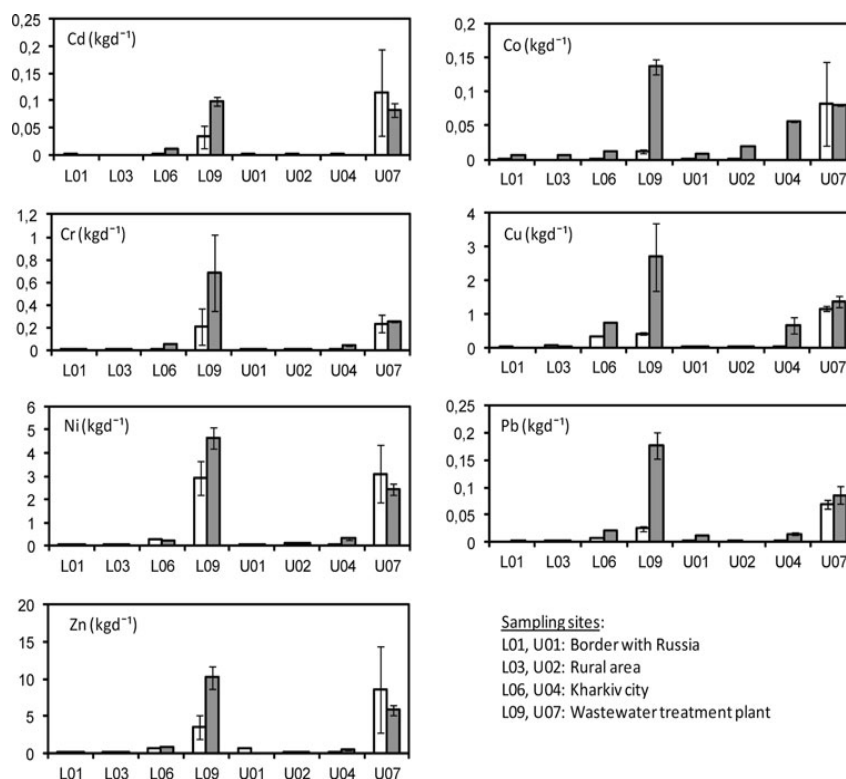 Cd (kgd⁻¹)
0,25
0,2
0,15
0,1
0,05
0
L01 L03 L06 L09 U01 U02 U04 U07
Co (kgd⁻¹)
0,2
0,15
0,1
0,05
0
L01 L03 L06 L09 U01 U02 U04 U07
Cr (kgd⁻¹)
1,2
1
0,8
0,6
0,4
0,2
0
L01 L03 L06 L09 U01 U02 U04 U07
Cu (kgd⁻¹)
4
3
2
1
0
L01 L03 L06 L09 U01 U02 U04 U07
Ni (kgd⁻¹)
6
5
4
3
2
1
0
L01 L03 L06 L09 U01 U02 U04 U07
Pb (kgd⁻¹)
0,25
0,2
0,15
0,1
0,05
0
L01 L03 L06 L09 U01 U02 U04 U07
Zn (kgd⁻¹)
20
15
10
5
0
L01 L03 L06 L09 U01 U02 U04 U07
Sampling sites:
L01, U01: Border with Russia
L03, U02: Rural area
L06, U04: Kharkiv city
L09, U07: Wastewater treatment plant